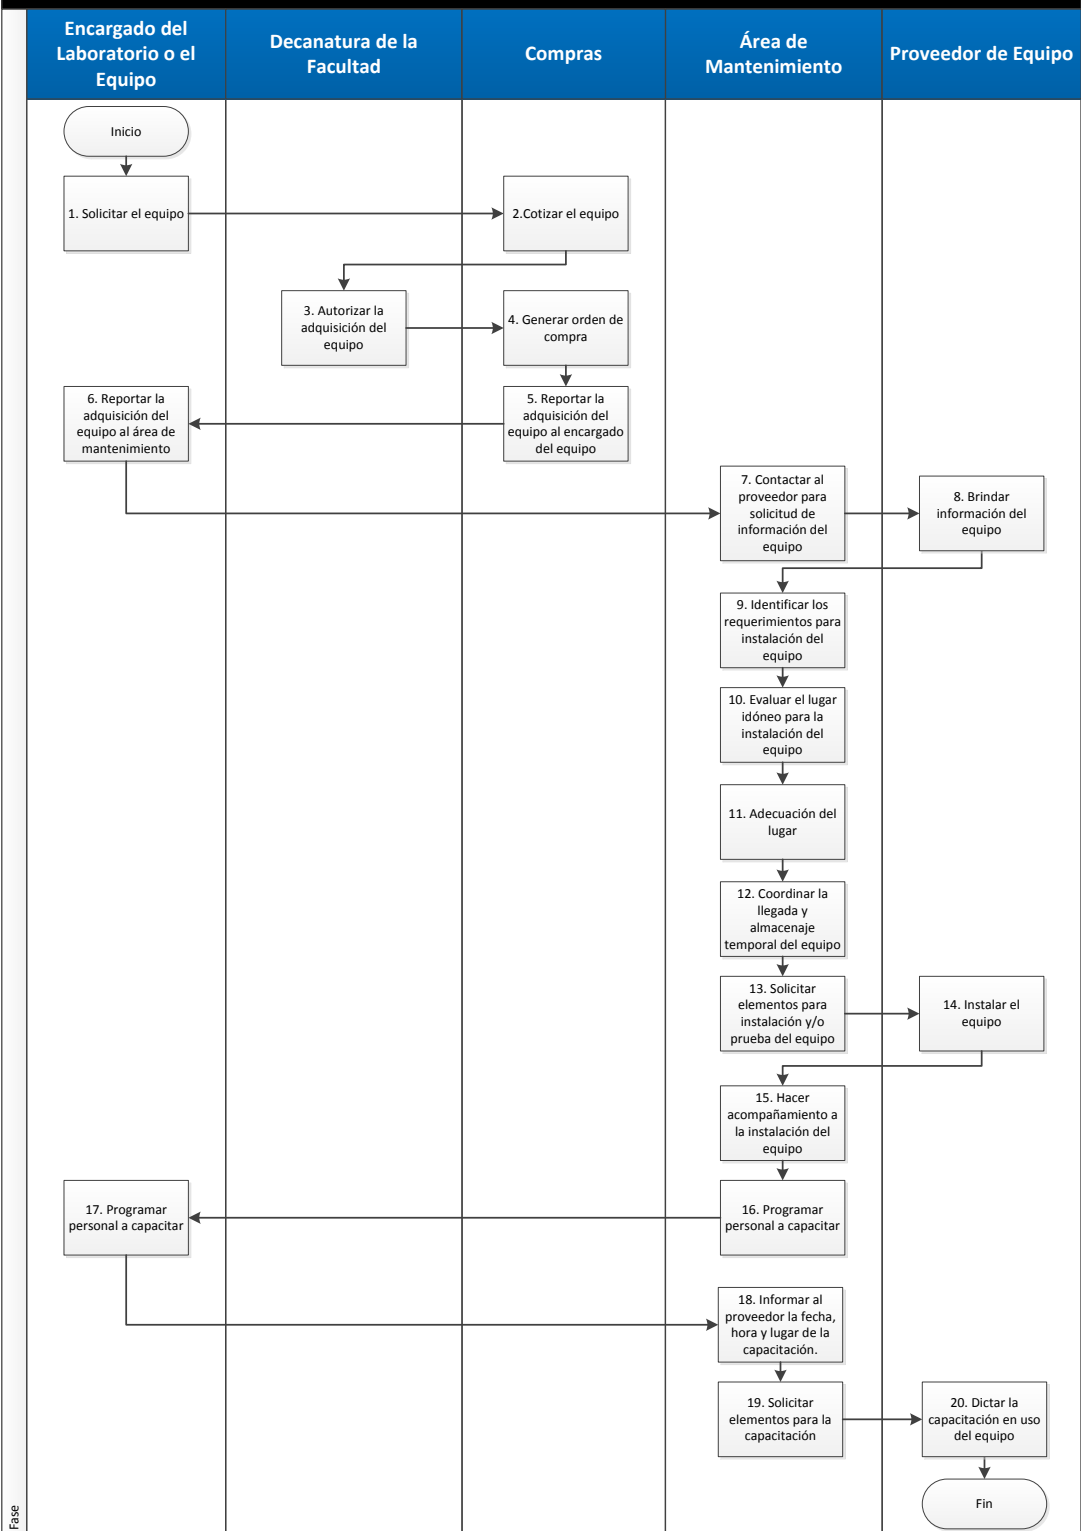 Encargado del
Laboratorio o el
Equipo
Decanatura de la
Facultad
Compras
Área de
Mantenimiento
Proveedor de Equipo
Inicio
1. Solicitar el equipo
2.Cotizar el equipo
3. Autorizar la
adquisición del
equipo
4. Generar orden de
compra
5. Reportar la
adquisición del
equipo al encargado
del equipo
6. Reportar la
adquisición del
equipo al área de
mantenimiento
7. Contactar al
proveedor para
solicitud de
información del
equipo
8. Brindar
información del
equipo
9. Identificar los
requerimientos para
instalación del
equipo
10. Evaluar el lugar
idóneo para la
instalación del
equipo
11. Adecuación del
lugar
12. Coordinar la
llegada y
almacenaje
temporal del equipo
13. Solicitar
elementos para
instalación y/o
prueba del equipo
14. Instalar el
equipo
15. Hacer
acompañamiento a
la instalación del
equipo
16. Programar
personal a capacitar
17. Programar
personal a capacitar
18. Informar al
proveedor la fecha,
hora y lugar de la
capacitación.
19. Solicitar
elementos para la
capacitación
20. Dictar la
capacitación en uso
del equipo
Fin
Fase